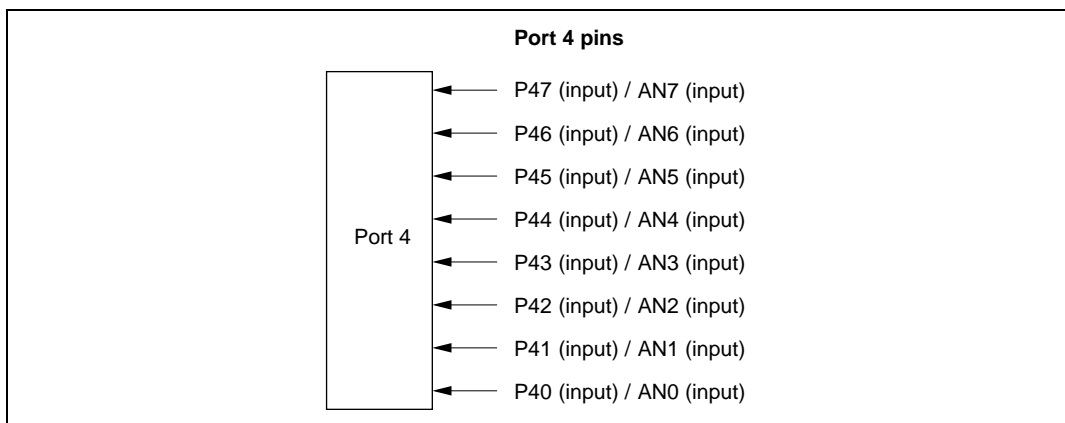 Port 4 pins
P47 (input) / AN7 (input)
P46 (input) / AN6 (input)
P45 (input) / AN5 (input)
P44 (input) / AN4 (input)
Port 4
P43 (input) / AN3 (input)
P42 (input) / AN2 (input)
P41 (input) / AN1 (input)
P40 (input) / AN0 (input)